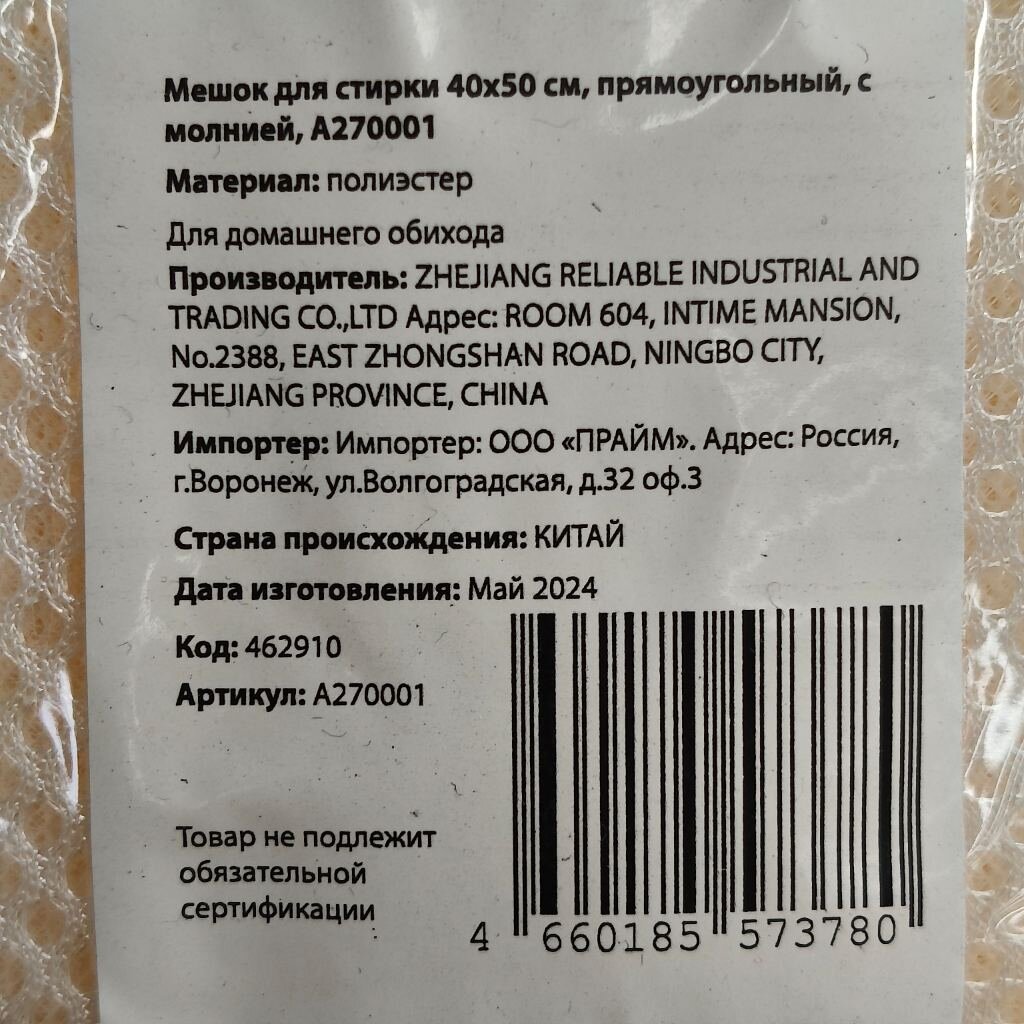 Мешок для стирки 40х50 см, прямоугольный, с
молнией, А270001
Материал: полиэстер
Для домашнего обихода
Производитель: ZHEJIANG RELIABLE INDUSTRIAL AND
TRADING CO.,LTD Адрес: ROOM 604, INTIME MANSION,
No.2388, EAST ZHONGSHAN ROAD, NINGBO CITY,
ZHEJIANG PROVINCE, CHINA
Импортер: Импортер: ООО «ПРАЙМ». Адрес: Россия,
г.Воронеж, ул.Волгоградская, д.32 оф.3
Страна происхождения: КИТАЙ
Дата изготовления: Май 2024
Код: 462910
Артикул: А270001
Товар не подлежит
обязательной
сертификации
4 660185 573780